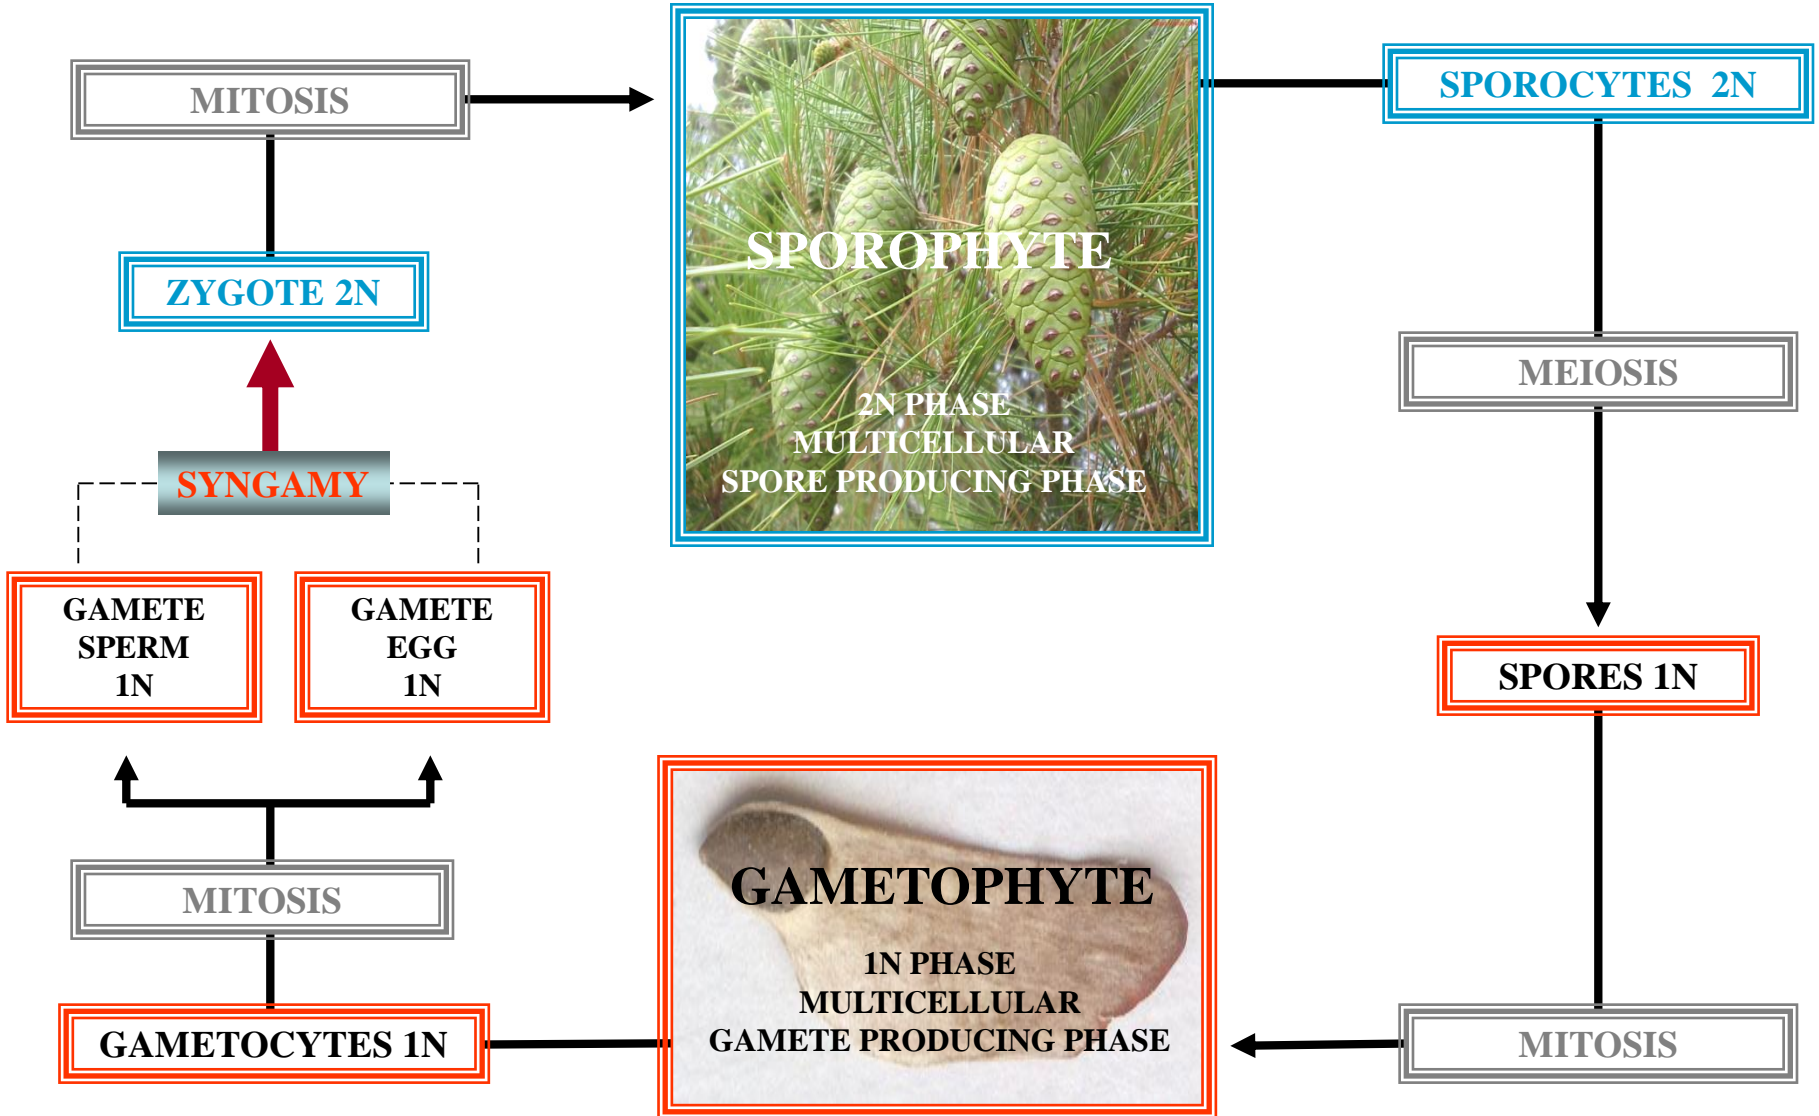 MITOSIS
SPOROCYTES 2N
SPOROPHYTE
ZYGOTE 2N
MEIOSIS
2N PHASE
MULTICELLULAR
SPORE PRODUCING PHASE
SYNGAMY
GAMETE
SPERM
1N
GAMETE
EGG
1N
SPORES 1N
MITOSIS
GAMETOPHYTE
1N PHASE
MULTICELLULAR
GAMETE PRODUCING PHASE
GAMETOCYTES 1N
MITOSIS